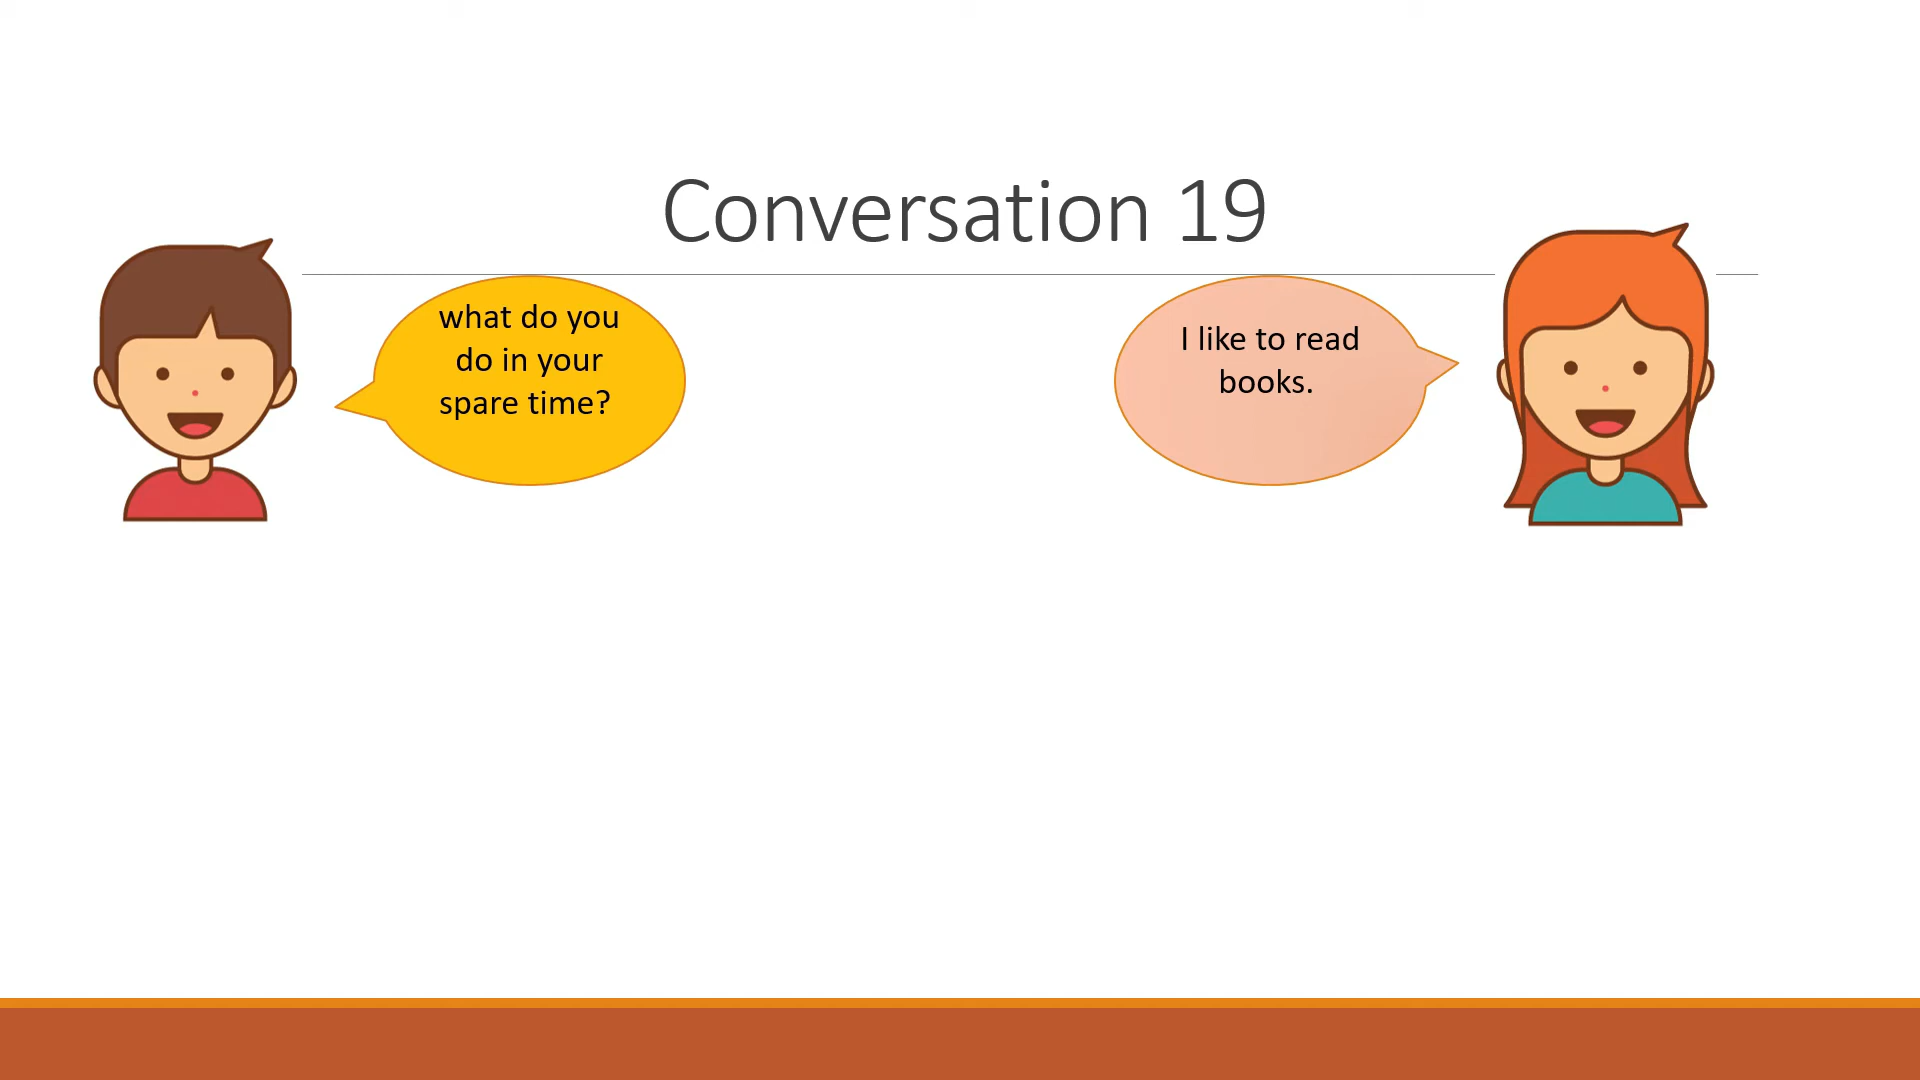 Conversation 19
what do you
do in your
spare time?
I like to read
books.